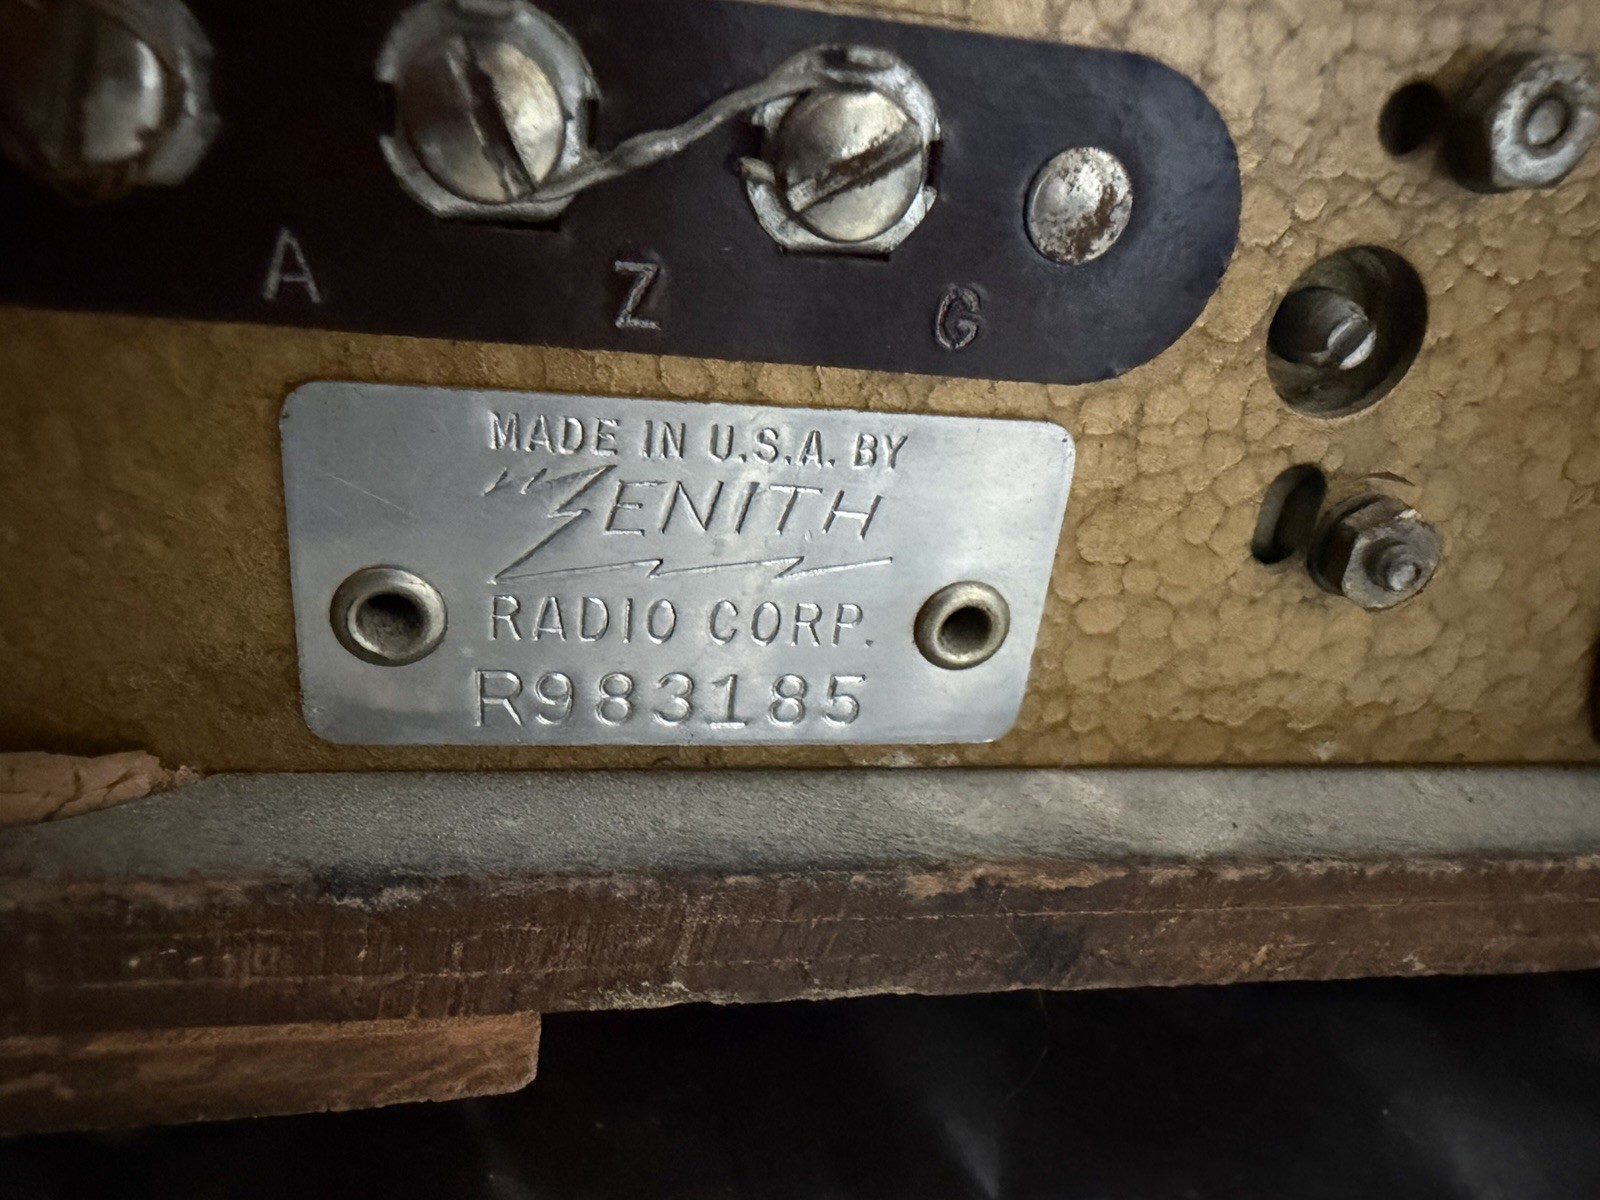 A Z G
MADE IN U.S.A. BY
ZENITH
RADIO CORP.
R983185